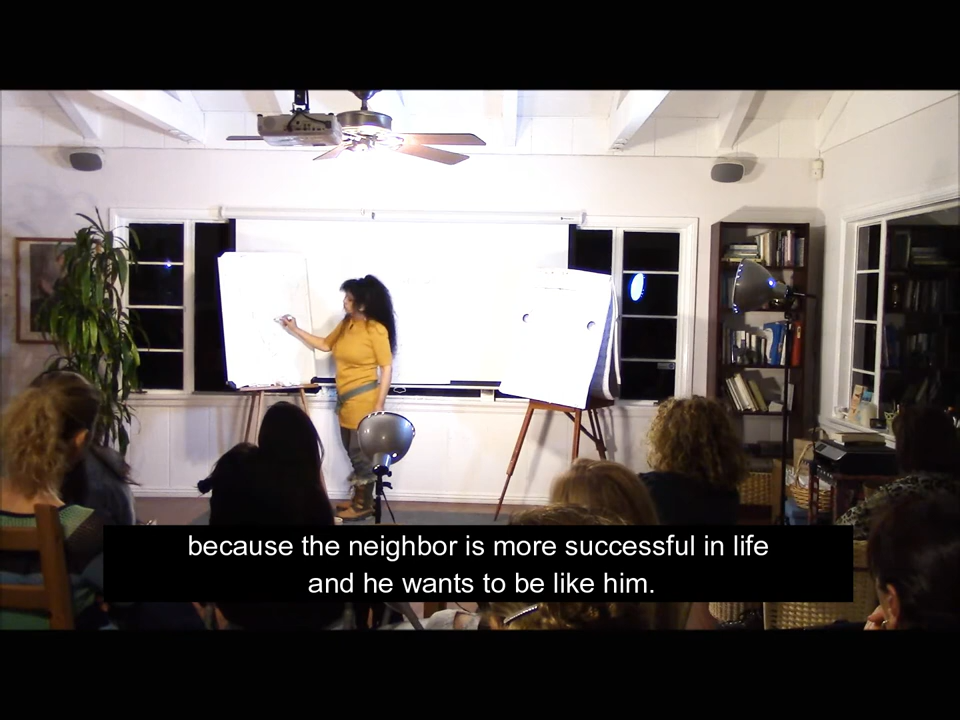 because the neighbor is more successful in life
and he wants to be like him.